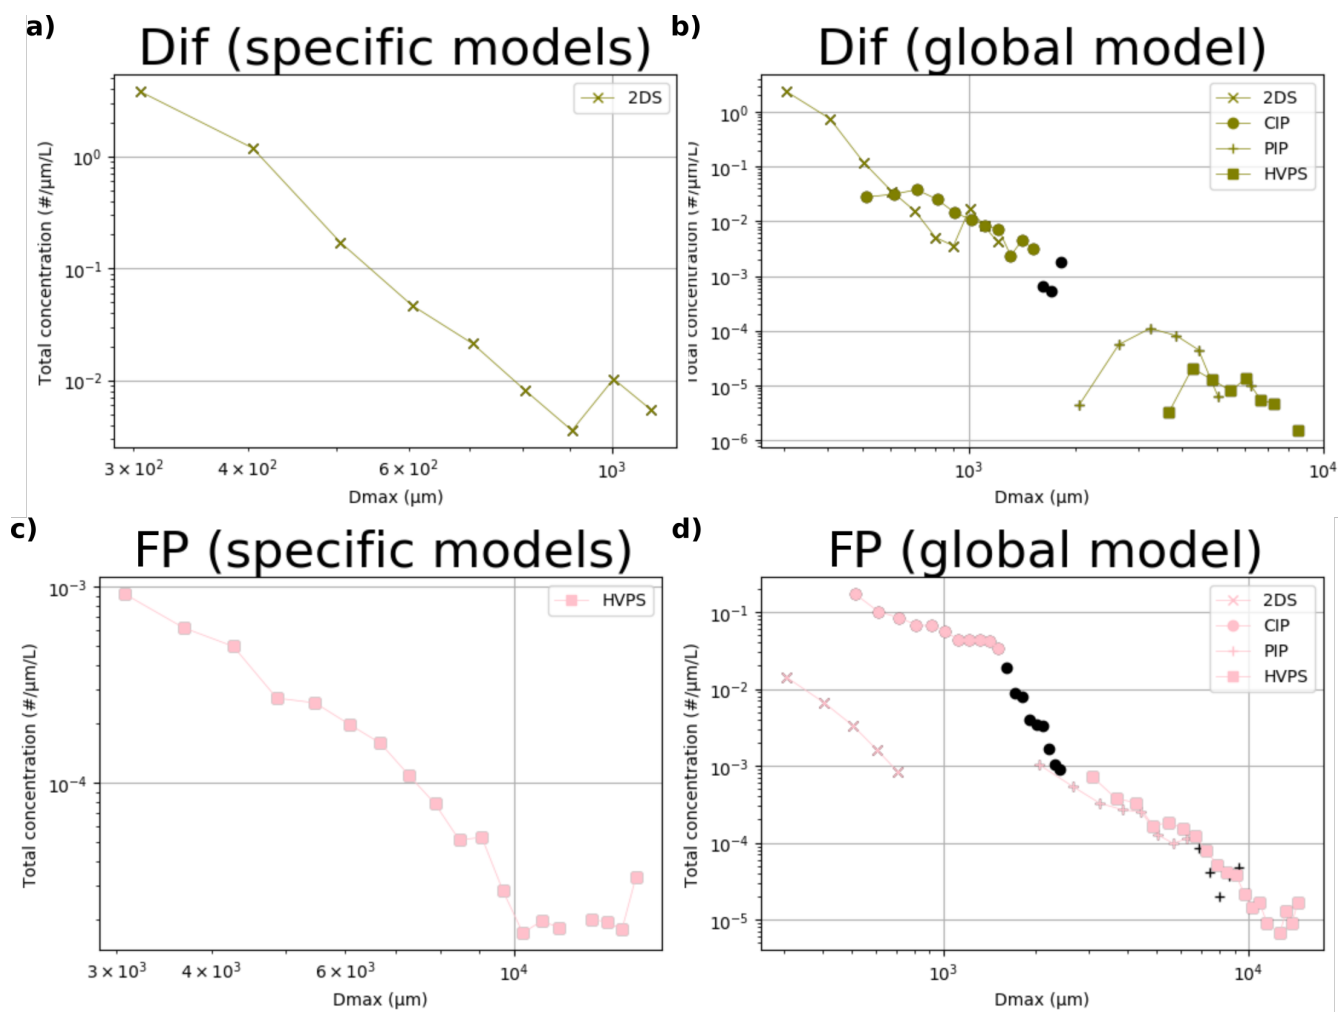 a)
Dif (specific models)
2DS
10⁰
10⁻¹
10⁻²
Total concentration (#/μm/L)
3 × 10²
4 × 10²
6 × 10²
10³
Dmax (μm)
b)
Dif (global model)
2DS
CIP
PIP
HVPS
10⁰
10⁻¹
10⁻²
10⁻³
10⁻⁴
10⁻⁵
10⁻⁶
Total concentration (#/μm/L)
10³
10⁴
Dmax (μm)
c)
FP (specific models)
HVPS
10⁻³
10⁻⁴
Total concentration (#/μm/L)
3 × 10³
4 × 10³
6 × 10³
10⁴
Dmax (μm)
d)
FP (global model)
2DS
CIP
PIP
HVPS
10⁻¹
10⁻²
10⁻³
10⁻⁴
10⁻⁵
Total concentration (#/μm/L)
10³
10⁴
Dmax (μm)